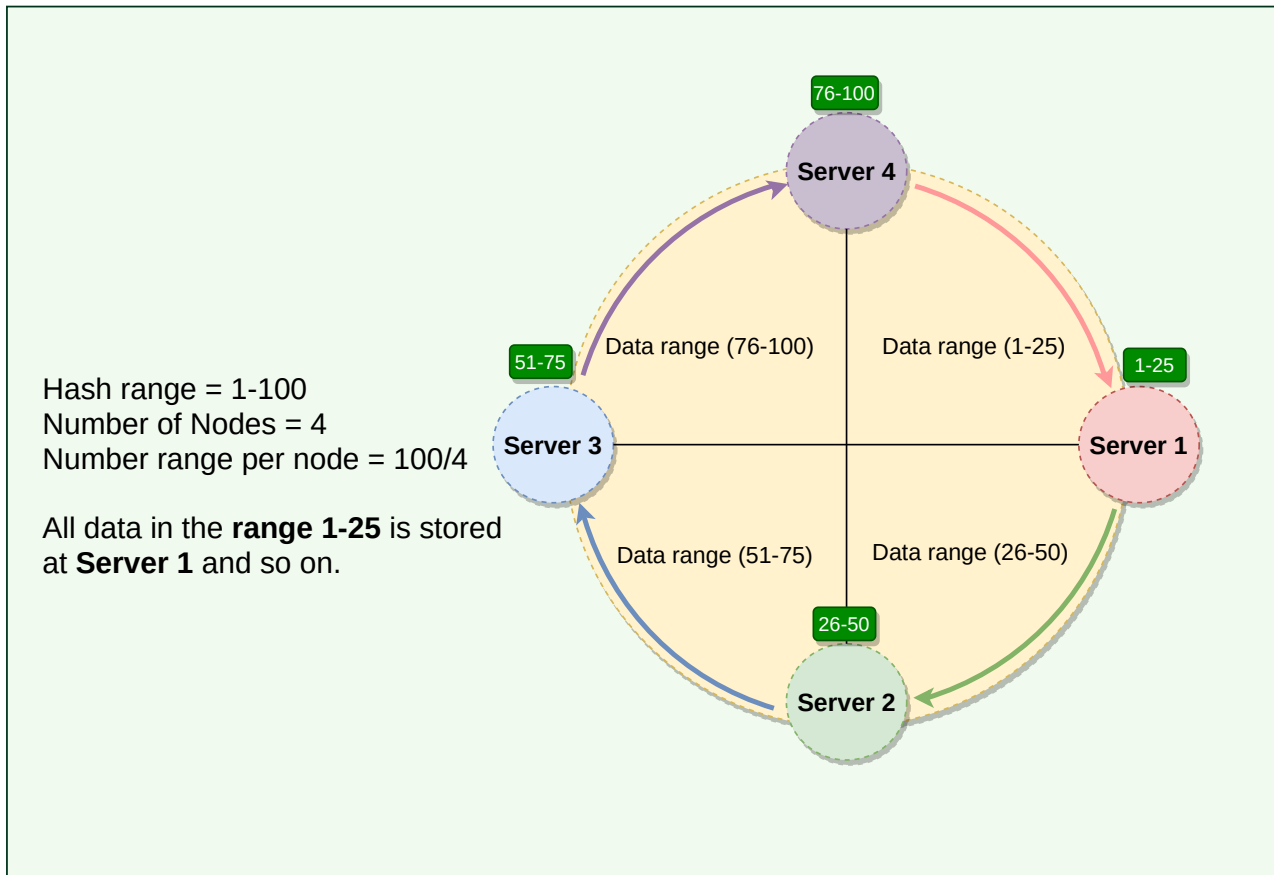 Hash range = 1-100
Number of Nodes = 4
Number range per node = 100/4
All data in the range 1-25 is stored
at Server 1 and so on.
76-100
Server 4
Data range (76-100)
Data range (1-25)
51-75
1-25
Server 3
Server 1
Data range (51-75)
Data range (26-50)
26-50
Server 2